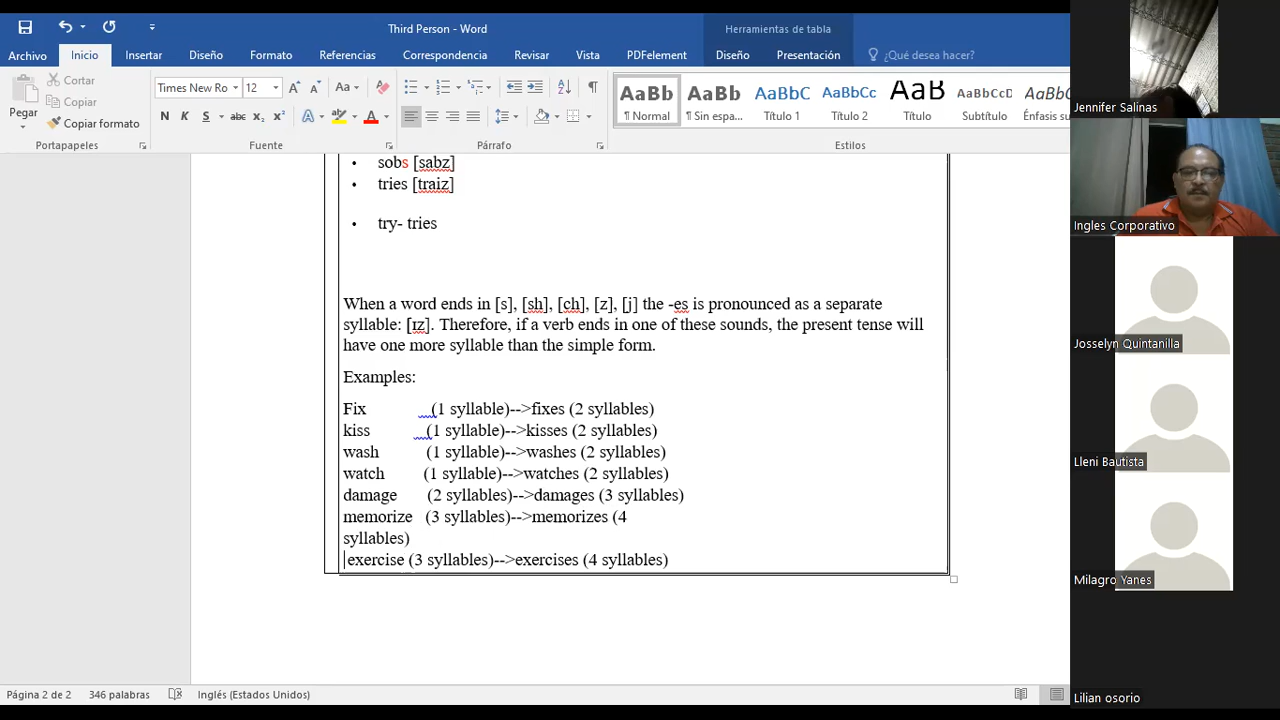 Third Person - Word
Herramientas de tabla
Archivo Inicio Insertar Diseño Formato Referencias Correspondencia Revisar Vista PDFelement Diseño Presentación ¿Qué desea hacer?
Pegar
Cortar
Copiar
Copiar formato
Times New Ro 12 Aa
N K S abc x₂ x² A A
AaBb AaBb AaBbC AaBbCc AaB AaBbCcD AaBbC
¶ Normal ¶ Sin espa... Título 1 Título 2 Título Subtítulo Énfasis su
Portapapeles Fuente Párrafo Estilos
• sobs [sabz]
• tries [traiz]
• try- tries
When a word ends in [s], [sh], [ch], [z], [j] the -es is pronounced as a separate
syllable: [ɪz]. Therefore, if a verb ends in one of these sounds, the present tense will
have one more syllable than the simple form.
Examples:
Fix (1 syllable)-->fixes (2 syllables)
kiss (1 syllable)-->kisses (2 syllables)
wash (1 syllable)-->washes (2 syllables)
watch (1 syllable)-->watches (2 syllables)
damage (2 syllables)-->damages (3 syllables)
memorize (3 syllables)-->memorizes (4
syllables)
exercise (3 syllables)-->exercises (4 syllables)
Página 2 de 2 346 palabras Inglés (Estados Unidos)
Jennifer Salinas
Ingles Corporativo
Josselyn Quintanilla
Lleni Bautista
Milagro Yanes
Lilian osorio